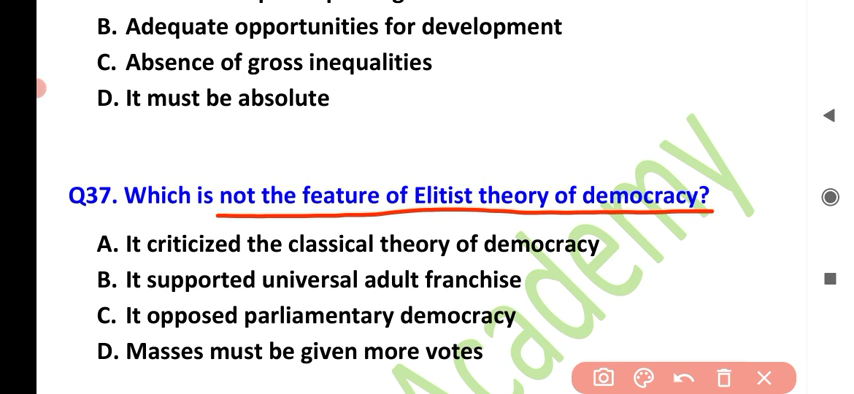 B. Adequate opportunities for development
C. Absence of gross inequalities
D. It must be absolute
Q37. Which is not the feature of Elitist theory of democracy?
A. It criticized the classical theory of democracy
B. It supported universal adult franchise
C. It opposed parliamentary democracy
D. Masses must be given more votes
Academy